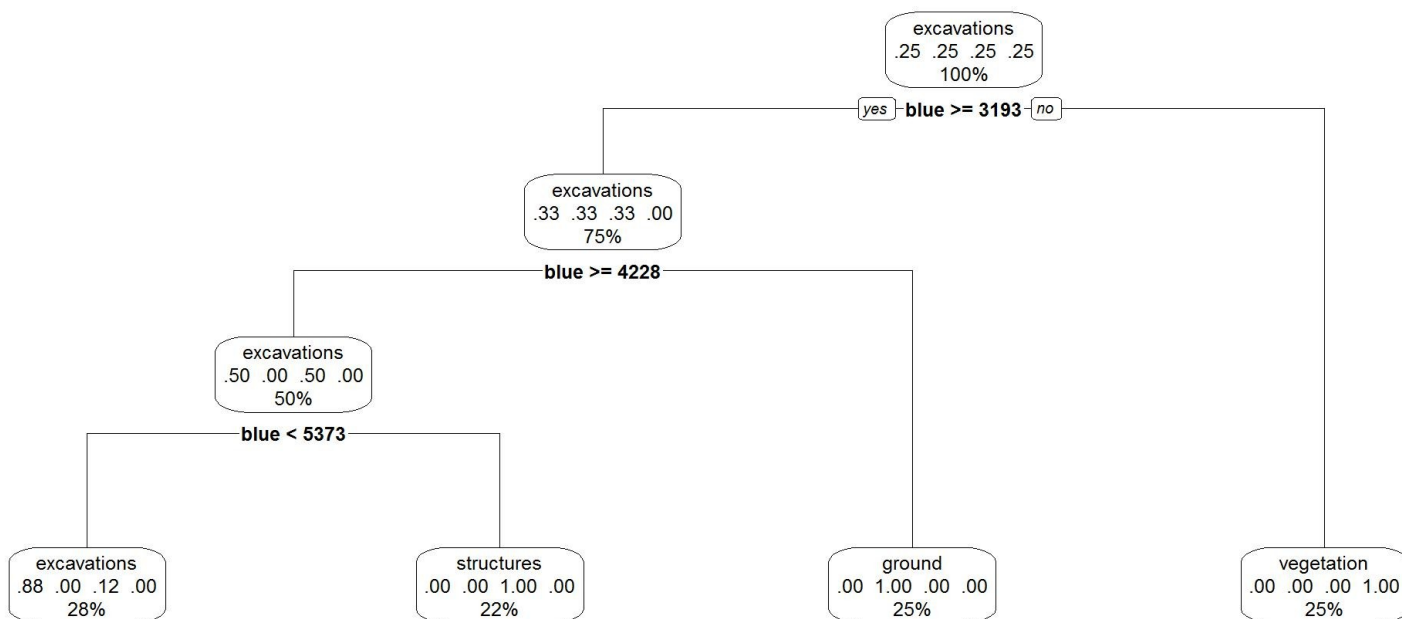 excavations
.25 .25 .25 .25
100%
yes blue >= 3193 no
excavations
.33 .33 .33 .00
75%
blue >= 4228
excavations
.50 .00 .50 .00
50%
blue < 5373
excavations
.88 .00 .12 .00
28%
structures
.00 .00 1.00 .00
22%
ground
.00 1.00 .00 .00
25%
vegetation
.00 .00 .00 1.00
25%